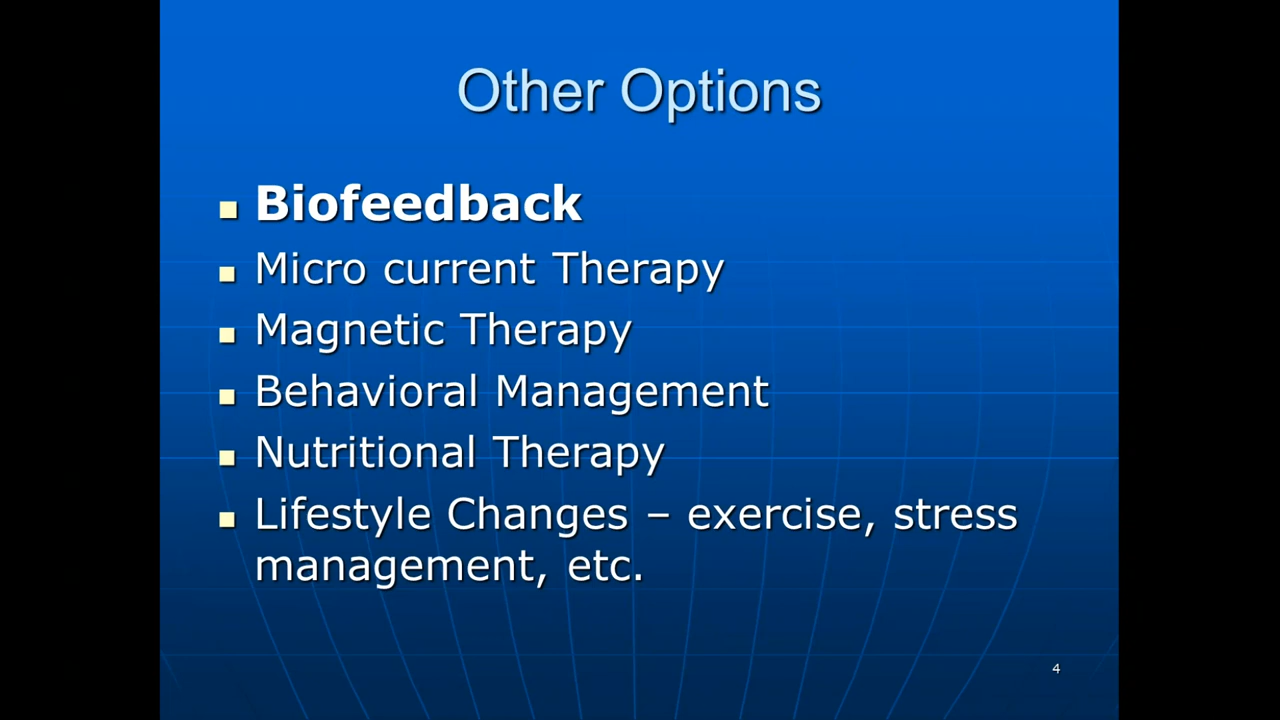 Other Options
Biofeedback
Micro current Therapy
Magnetic Therapy
Behavioral Management
Nutritional Therapy
Lifestyle Changes – exercise, stress
management, etc.
4